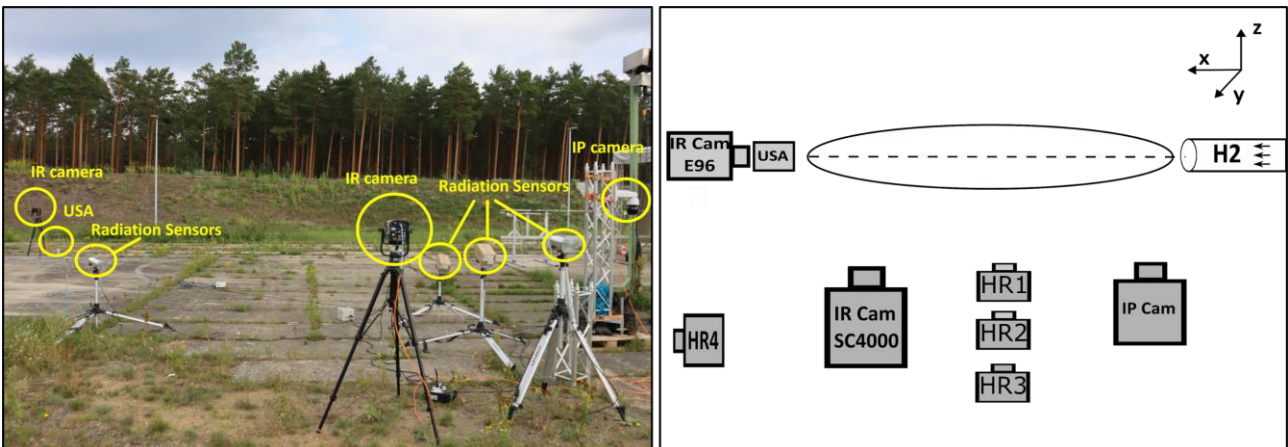 IP camera
IR camera
IR camera
Radiation Sensors
USA
Radiation Sensors
z
x
y
IR Cam
E96
USA
H2
HR1
IR Cam
SC4000
HR2
IP Cam
HR4
HR3